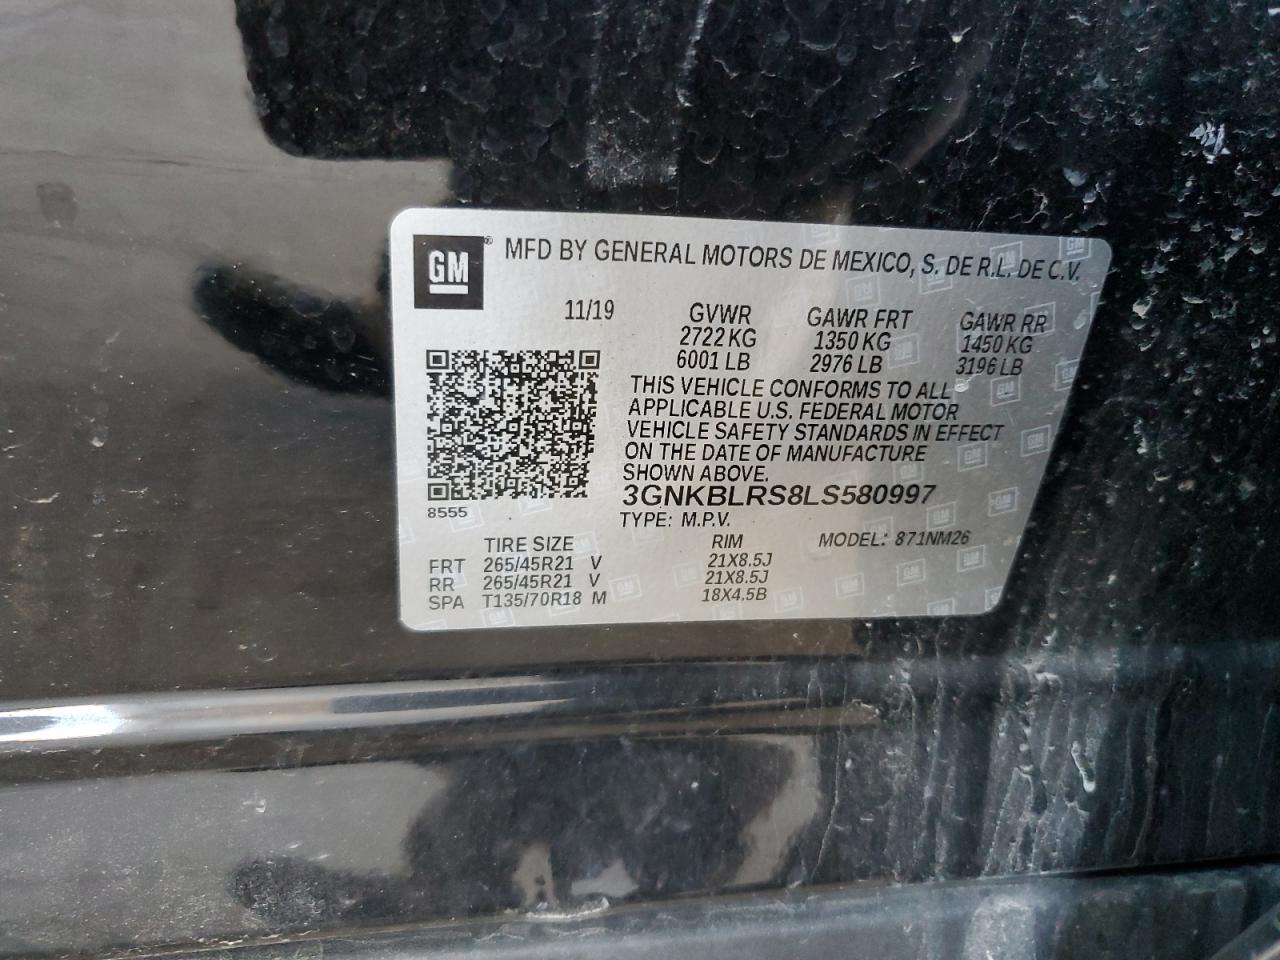 GM® MFD BY GENERAL MOTORS DE MEXICO, S. DE R.L. DE C.V.
11/19 GVWR GAWR FRT GAWR RR
2722 KG 1350 KG 1450 KG
6001 LB 2976 LB 3196 LB
THIS VEHICLE CONFORMS TO ALL
APPLICABLE U.S. FEDERAL MOTOR
VEHICLE SAFETY STANDARDS IN EFFECT
ON THE DATE OF MANUFACTURE
SHOWN ABOVE.
3GNKBLRS8LS580997
8555 TYPE: M.P.V.
TIRE SIZE RIM MODEL: 871NM26
FRT 265/45R21 V 21X8.5J
RR 265/45R21 V 21X8.5J
SPA T135/70R18 M 18X4.5B